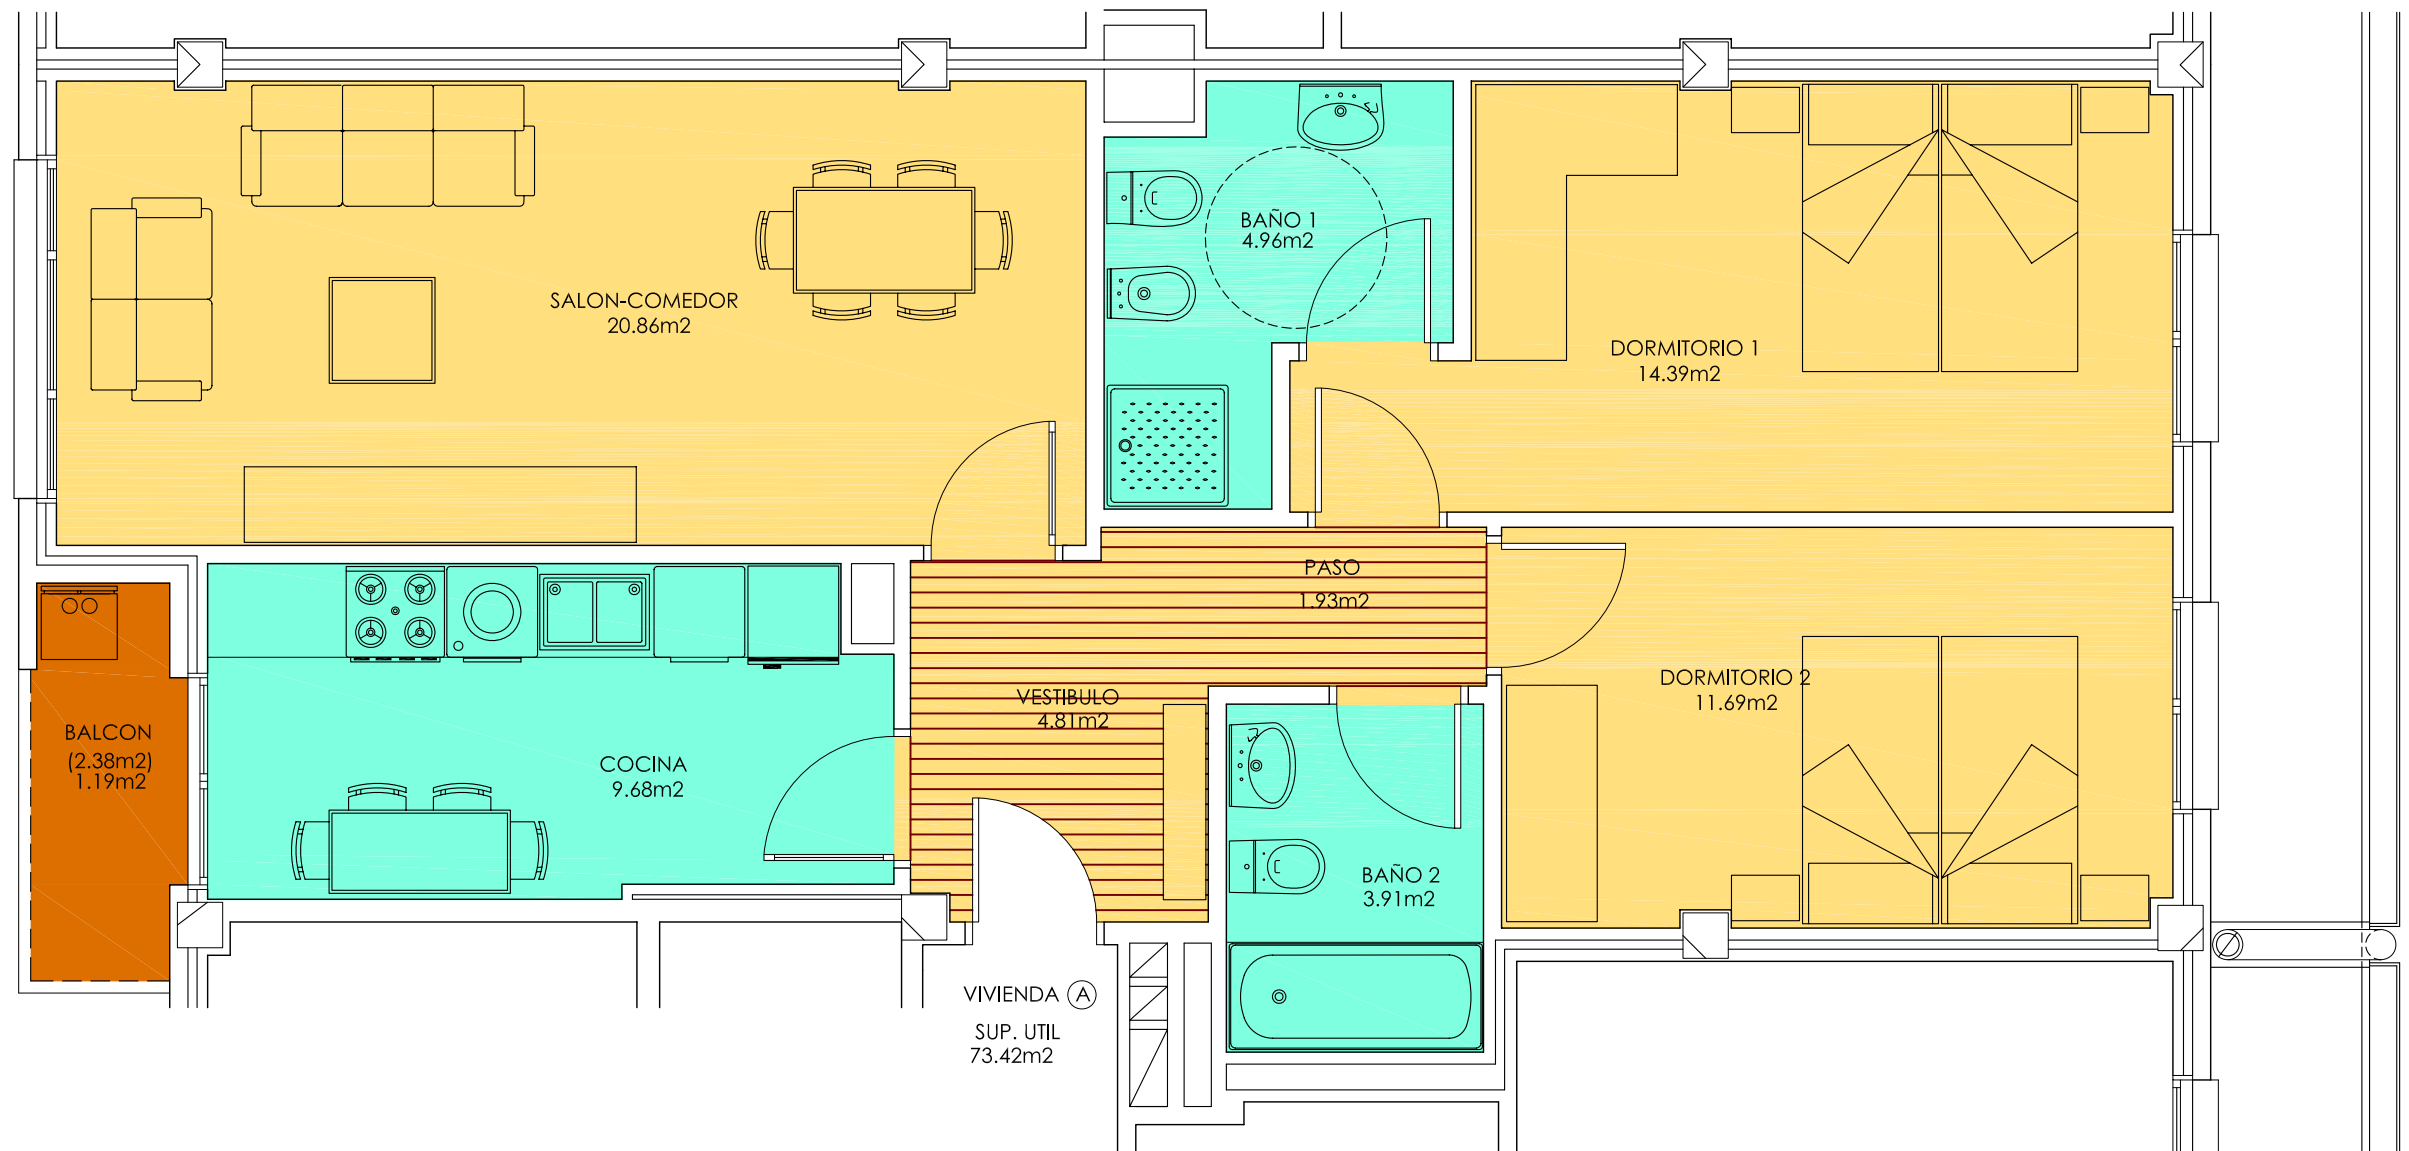 SALON-COMEDOR
20.86m2
BAÑO 1
4.96m2
DORMITORIO 1
14.39m2
PASO
1.93m2
VESTIBULO
4.81m2
DORMITORIO 2
11.69m2
BALCON
(2.38m2)
1.19m2
COCINA
9.68m2
BAÑO 2
3.91m2
VIVIENDA A
SUP. UTIL
73.42m2